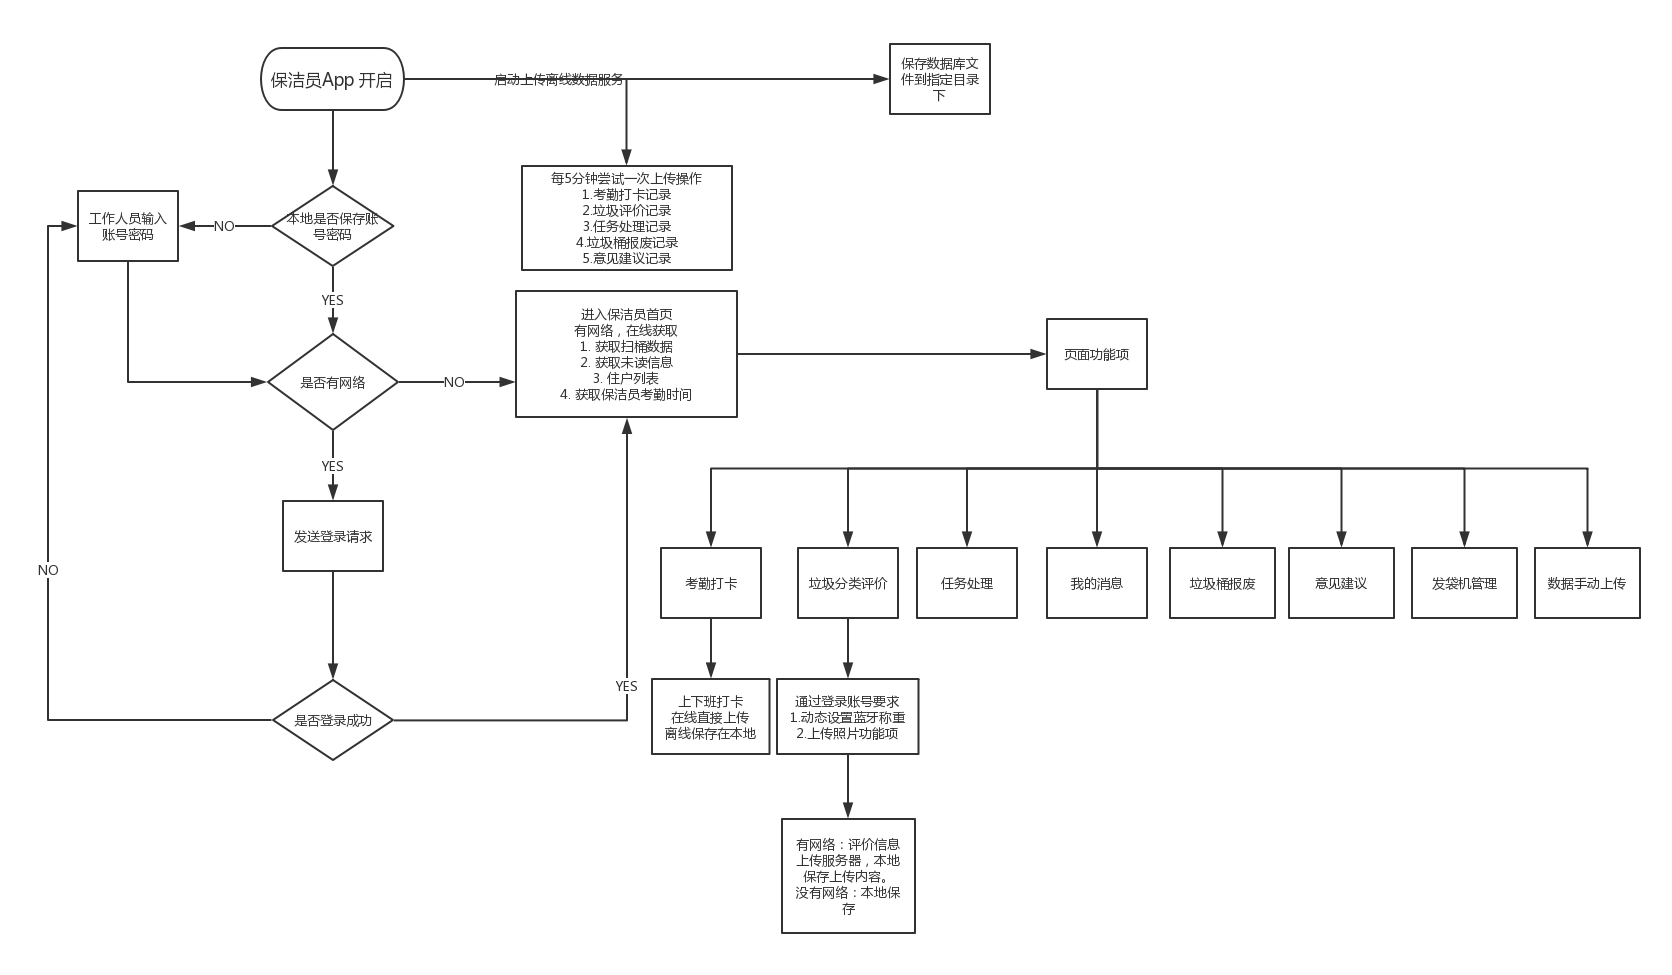 保洁员App 开启
启动上传离线数据服务
保存数据库文
件到指定目录
下
每5分钟尝试一次上传操作
1.考勤打卡记录
2.垃圾评价记录
3.任务处理记录
4.垃圾桶报废记录
5.意见建议记录
工作人员输入
账号密码
NO
本地是否保存账
号密码
YES
进入保洁员首页
有网络，在线获取
1. 获取扫桶数据
2. 获取未读信息
3. 住户列表
4. 获取保洁员考勤时间
页面功能项
是否有网络
NO
YES
发送登录请求
NO
考勤打卡
垃圾分类评价
任务处理
我的消息
垃圾桶报废
意见建议
发袋机管理
数据手动上传
是否登录成功
YES
上下班打卡
在线直接上传
离线保存在本地
通过登录账号要求
1.动态设置蓝牙称重
2.上传照片功能项
有网络：评价信息
上传服务器，本地
保存上传内容。
没有网络：本地保
存